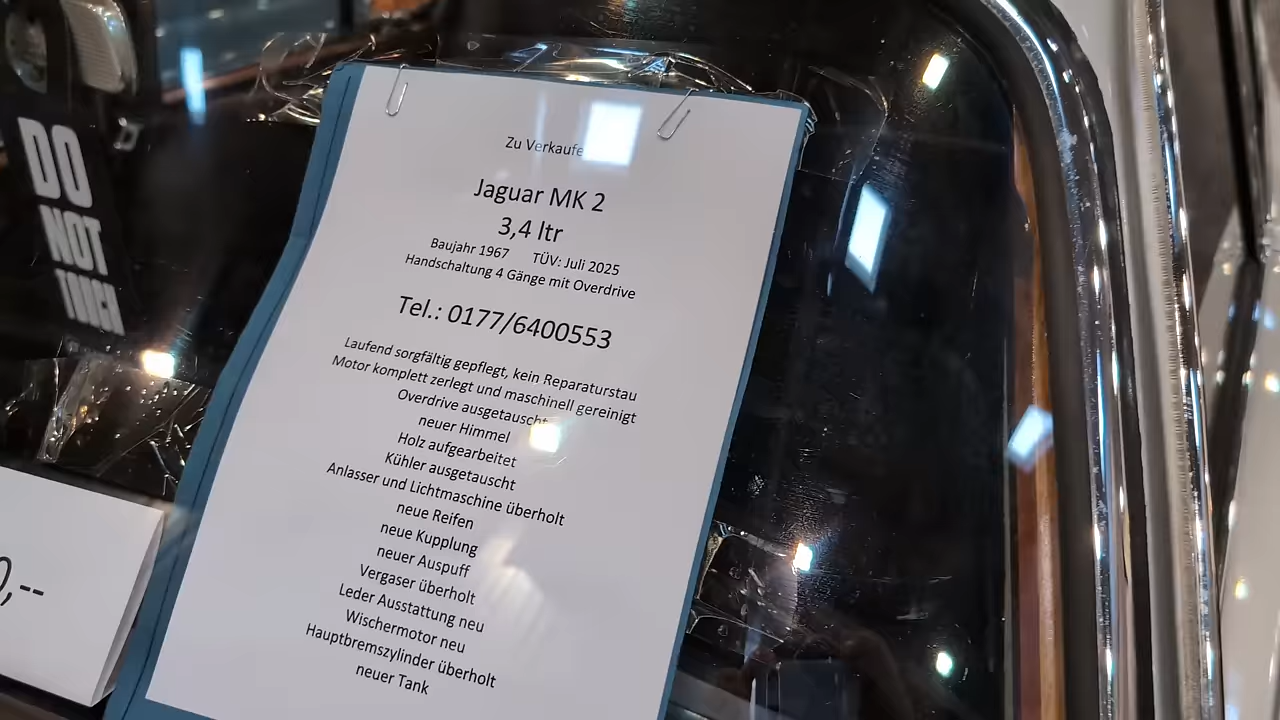 DO
NOT
TOUCH
Zu Verkaufe
Jaguar MK 2
3,4 ltr
Baujahr 1967 TÜV: Juli 2025
Handschaltung 4 Gänge mit Overdrive
Tel.: 0177/6400553
Laufend sorgfältig gepflegt, kein Reparaturstau
Motor komplett zerlegt und maschinell gereinigt
Overdrive ausgetauscht
neuer Himmel
Holz aufgearbeitet
Kühler ausgetauscht
Anlasser und Lichtmaschine überholt
neue Reifen
neue Kupplung
neuer Auspuff
Vergaser überholt
Leder Ausstattung neu
Wischermotor neu
Hauptbremszylinder überholt
neuer Tank
0,--